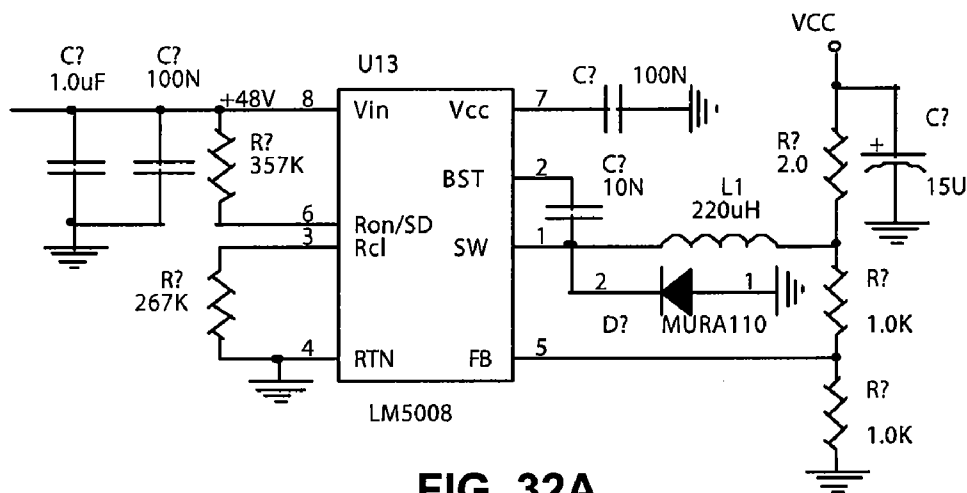 VCC
C?
1.0uF
C?
100N
U13
C?
100N
+48V
8
Vin
Vcc
7
R?
357K
R?
2.0
+
C?
15U
BST
2
C?
10N
L1
220uH
6
Ron/SD
3
Rcl
SW
1
R?
267K
2
1
D?
MURA110
R?
1.0K
4
RTN
FB
5
LM5008
R?
1.0K
FIG. 32A